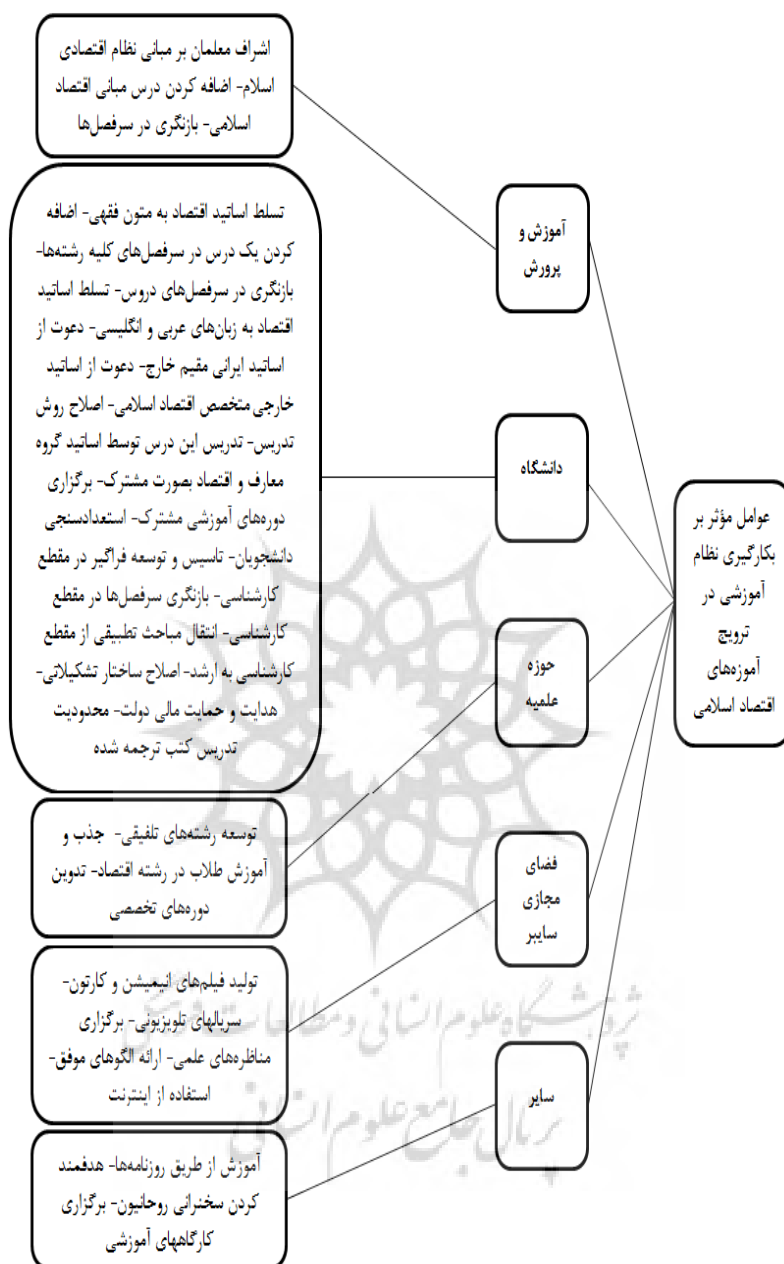 عوامل مؤثر بر
بکارگیری نظام
آموزشی در
ترویج
آموزه‌های
اقتصاد اسلامی
آموزش و
پرورش
اشراف معلمان بر مبانی نظام اقتصادی
اسلام- اضافه کردن درس مبانی اقتصاد
اسلامی- بازنگری در سرفصل‌ها
دانشگاه
تسلط اساتید اقتصاد به متون فقهی- اضافه
کردن یک درس در سرفصل‌های کلیه رشته‌ها-
بازنگری در سرفصل‌های دروس- تسلط اساتید
اقتصاد به زبان‌های عربی و انگلیسی- دعوت از
اساتید ایرانی مقیم خارج- دعوت از اساتید
خارجی متخصص اقتصاد اسلامی- اصلاح روش
تدریس- تدریس این درس توسط اساتید گروه
معارف و اقتصاد بصورت مشترک- برگزاری
دوره‌های آموزشی مشترک- استعدادسنجی
دانشجویان- تاسیس و توسعه فراگیر در مقطع
کارشناسی- بازنگری سرفصل‌ها در مقطع
کارشناسی- انتقال مباحث تطبیقی از مقطع
کارشناسی به ارشد- اصلاح ساختار تشکیلاتی-
هدایت و حمایت مالی دولت- محدودیت
تدریس کتب ترجمه شده
حوزه
علمیه
توسعه رشته‌های تلفیقی- جذب و
آموزش طلاب در رشته اقتصاد- تدوین
دوره‌های تخصصی
فضای
مجازی
سایبر
تولید فیلم‌های انیمیشن و کارتون-
سریالهای تلویزیونی- برگزاری
مناظره‌های علمی- ارائه الگوهای موفق-
استفاده از اینترنت
سایر
آموزش از طریق روزنامه‌ها- هدفمند
کردن سخنرانی روحانیون- برگزاری
کارگاههای آموزشی
پژوهشگاه علوم انسانی و مطالعات فرهنگی
پرتال جامع علوم انسانی